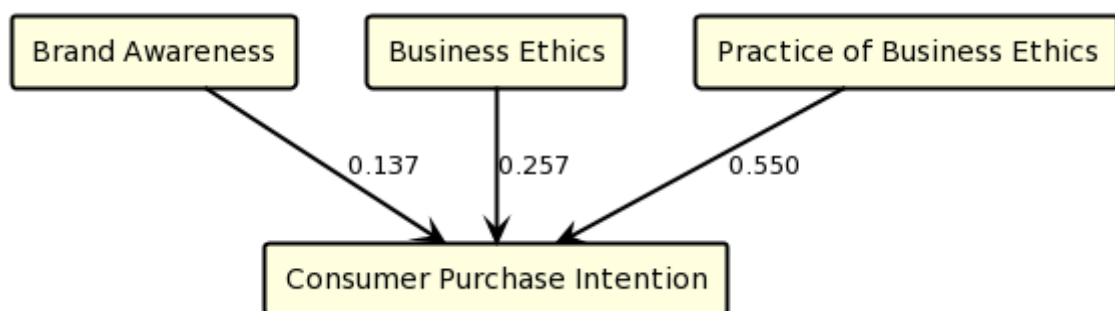 Brand Awareness
Business Ethics
Practice of Business Ethics
0.137
0.257
0.550
Consumer Purchase Intention